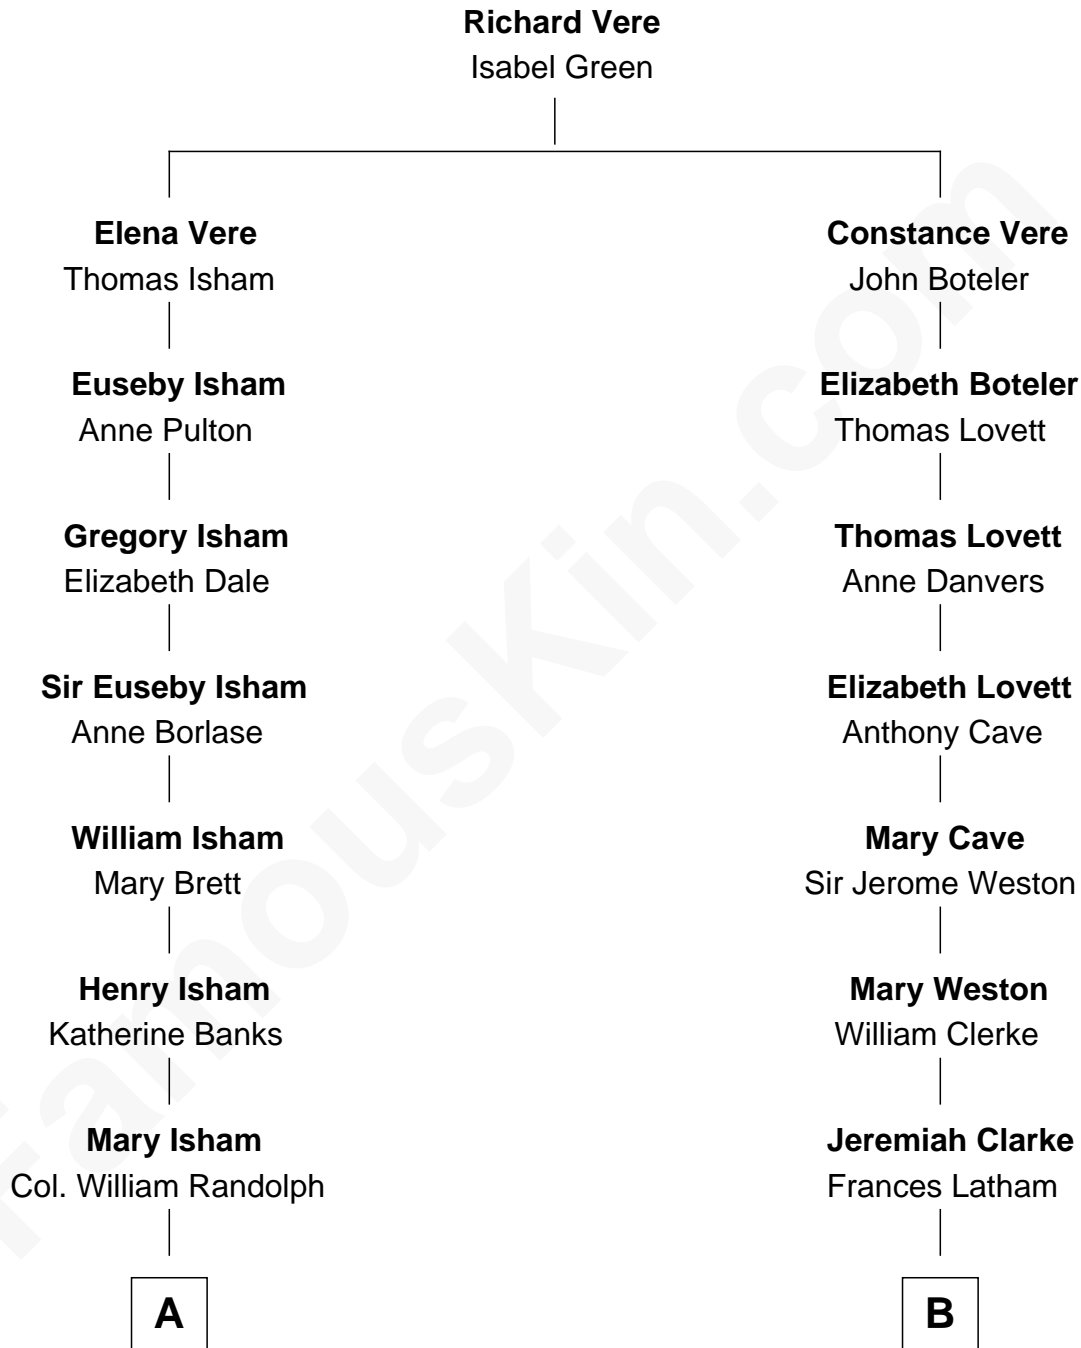 Richard Vere
Isabel Green
Elena Vere
Thomas Isham
Constance Vere
John Boteler
Euseby Isham
Anne Pulton
Elizabeth Boteler
Thomas Lovett
Gregory Isham
Elizabeth Dale
Thomas Lovett
Anne Danvers
Sir Euseby Isham
Anne Borlase
Elizabeth Lovett
Anthony Cave
William Isham
Mary Brett
Mary Cave
Sir Jerome Weston
Henry Isham
Katherine Banks
Mary Weston
William Clerke
Mary Isham
Col. William Randolph
Jeremiah Clarke
Frances Latham
A
B
FamousKin.com